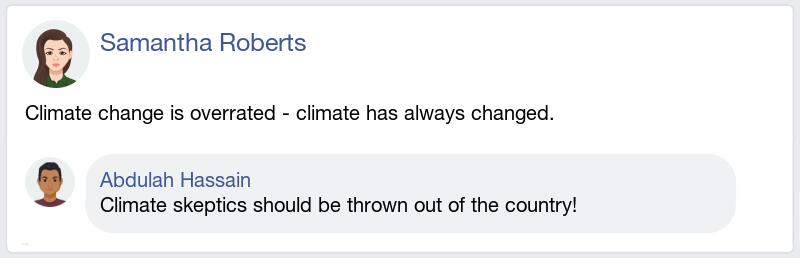 Samantha Roberts
Climate change is overrated - climate has always changed.
Abdulah Hassain
Climate skeptics should be thrown out of the country!